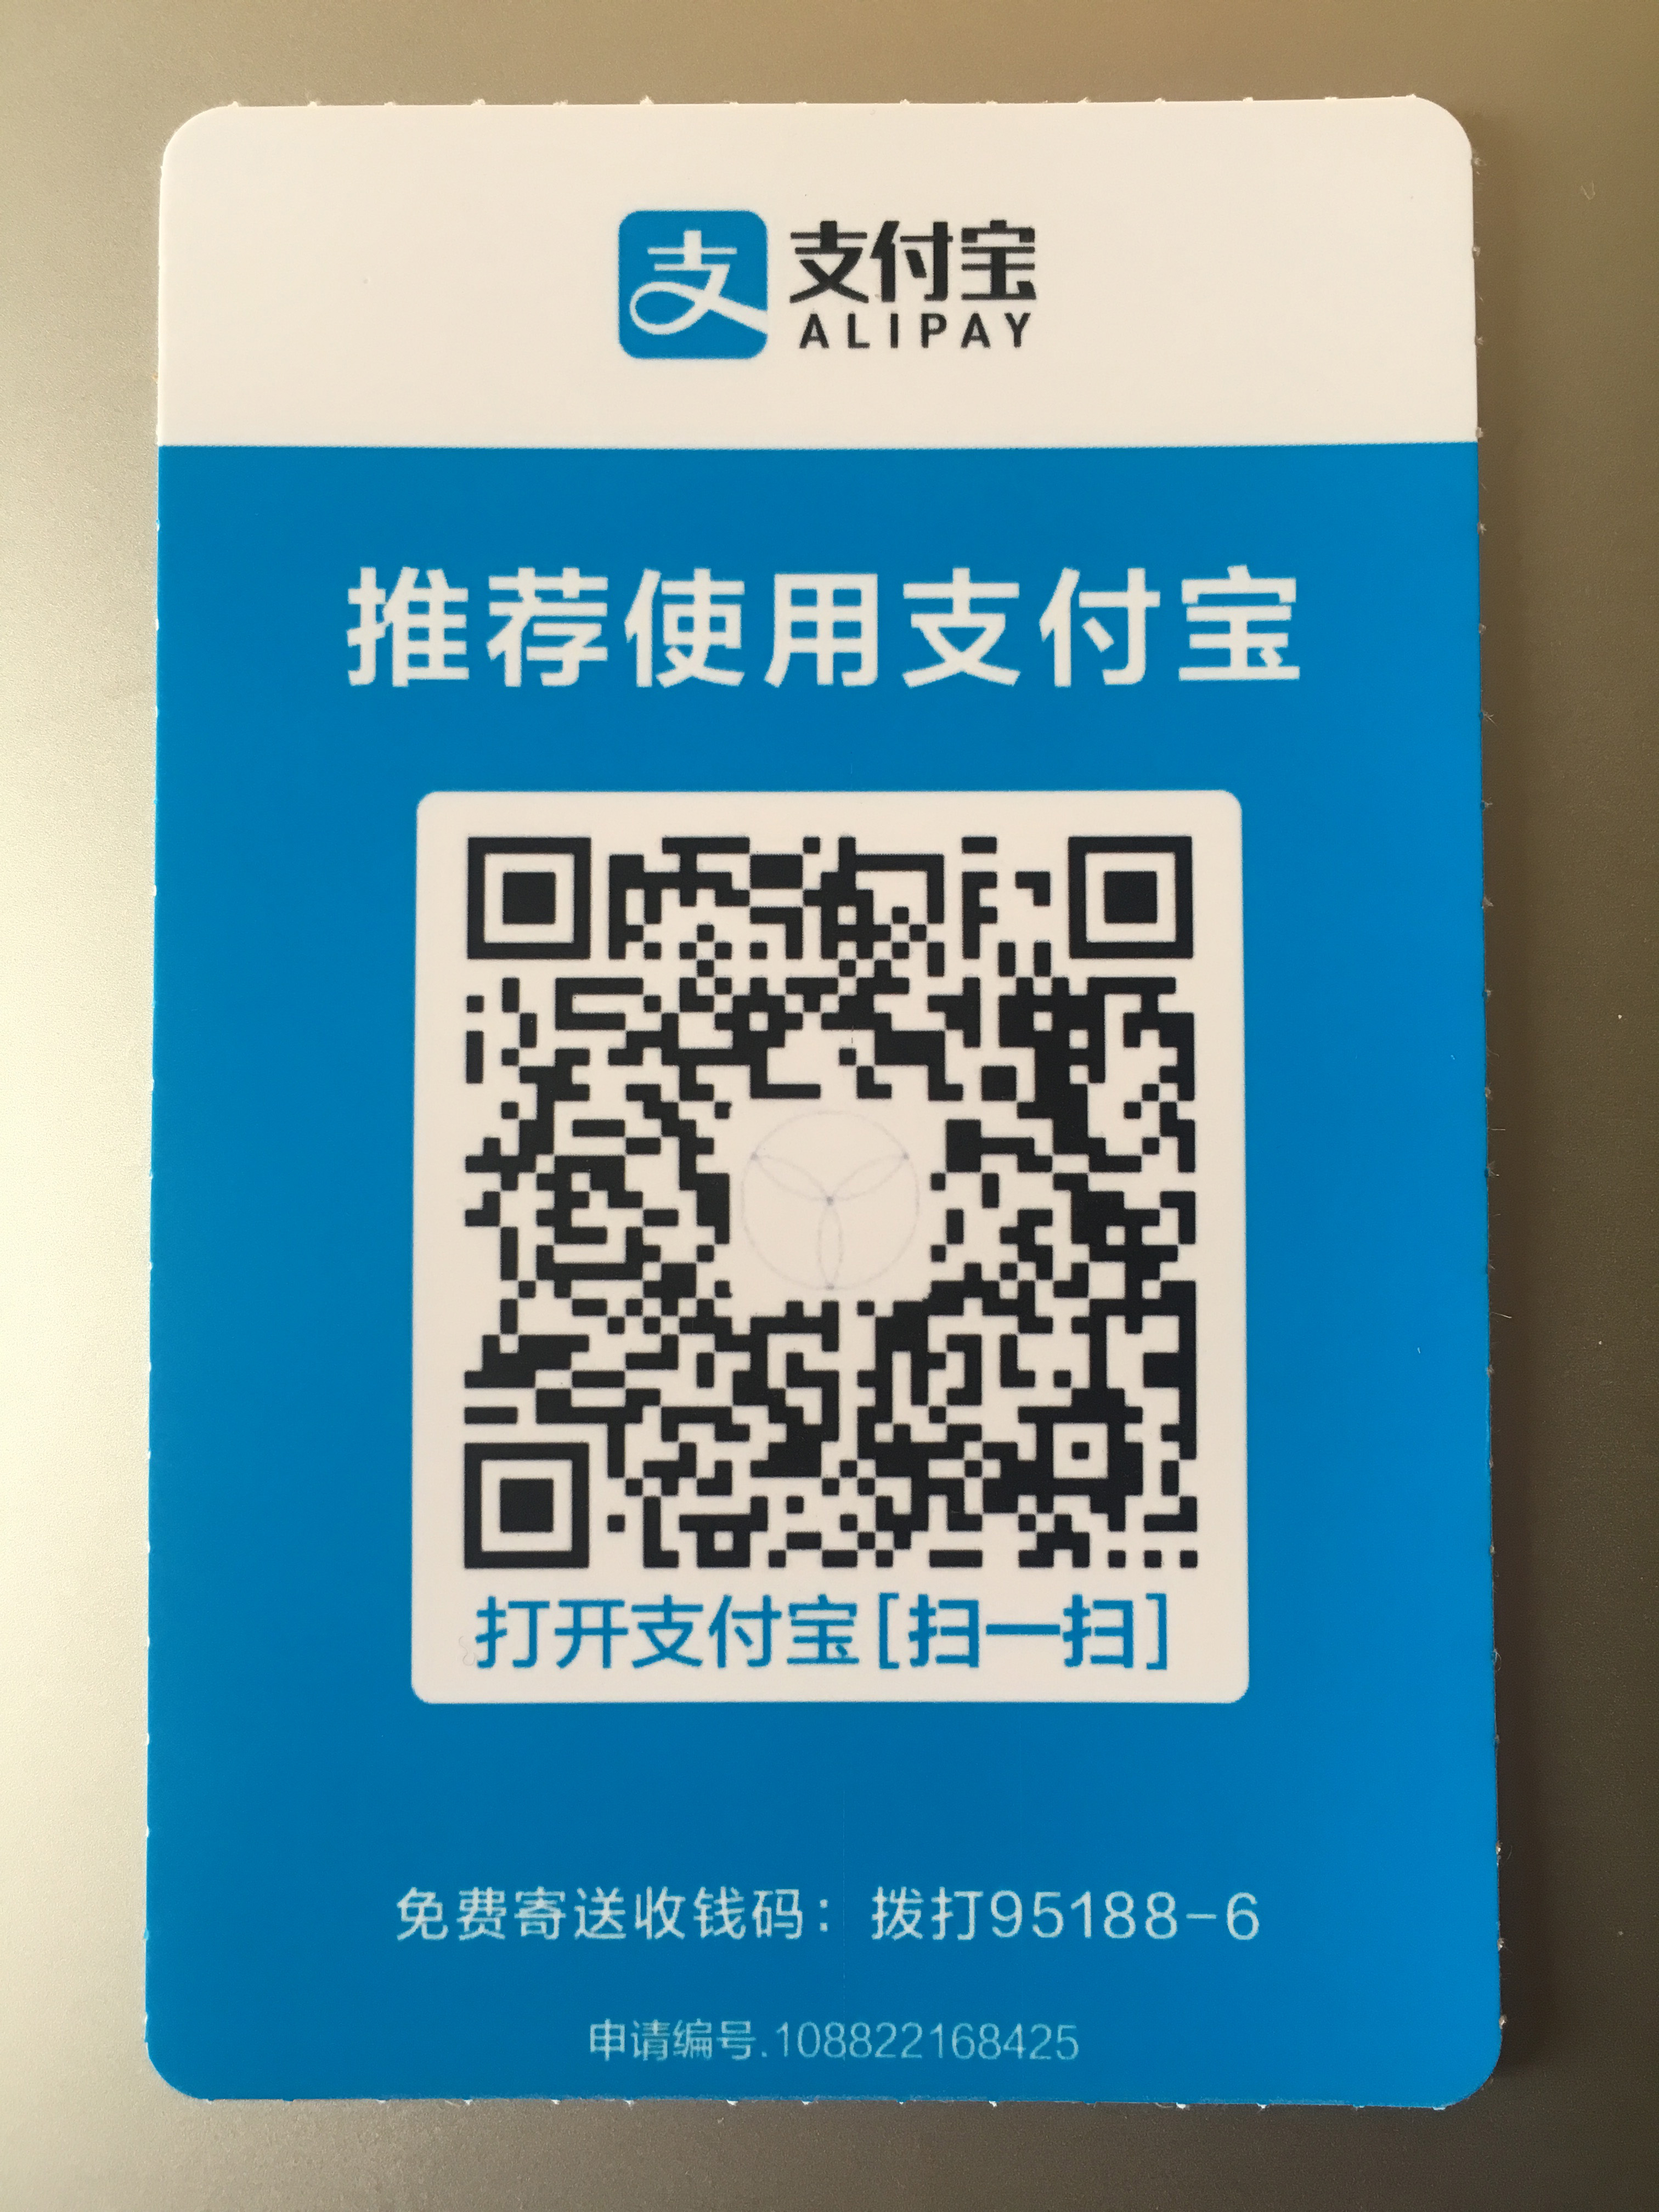 支
支付宝
ALIPAY
推荐使用支付宝
打开支付宝[扫一扫]
免费寄送收钱码：拨打95188-6
申请编号.108822168425